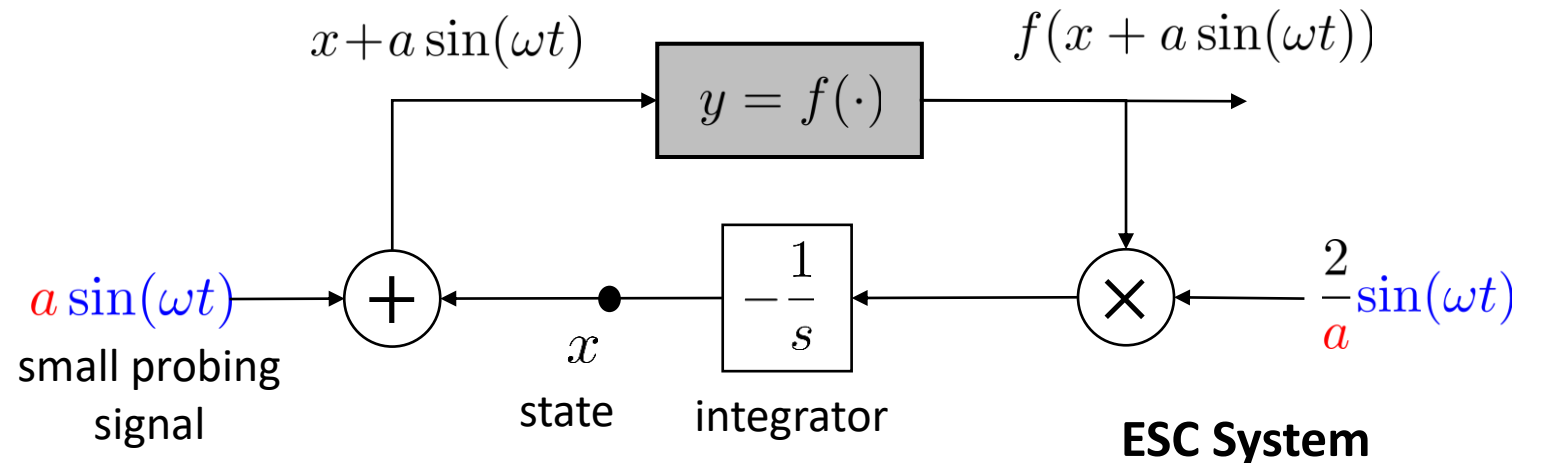 x+a sin(ωt)
f(x + a sin(ωt))
y = f(·)
a sin(ωt)
+
x
−1/s
×
2/a sin(ωt)
small probing
signal
state
integrator
ESC System